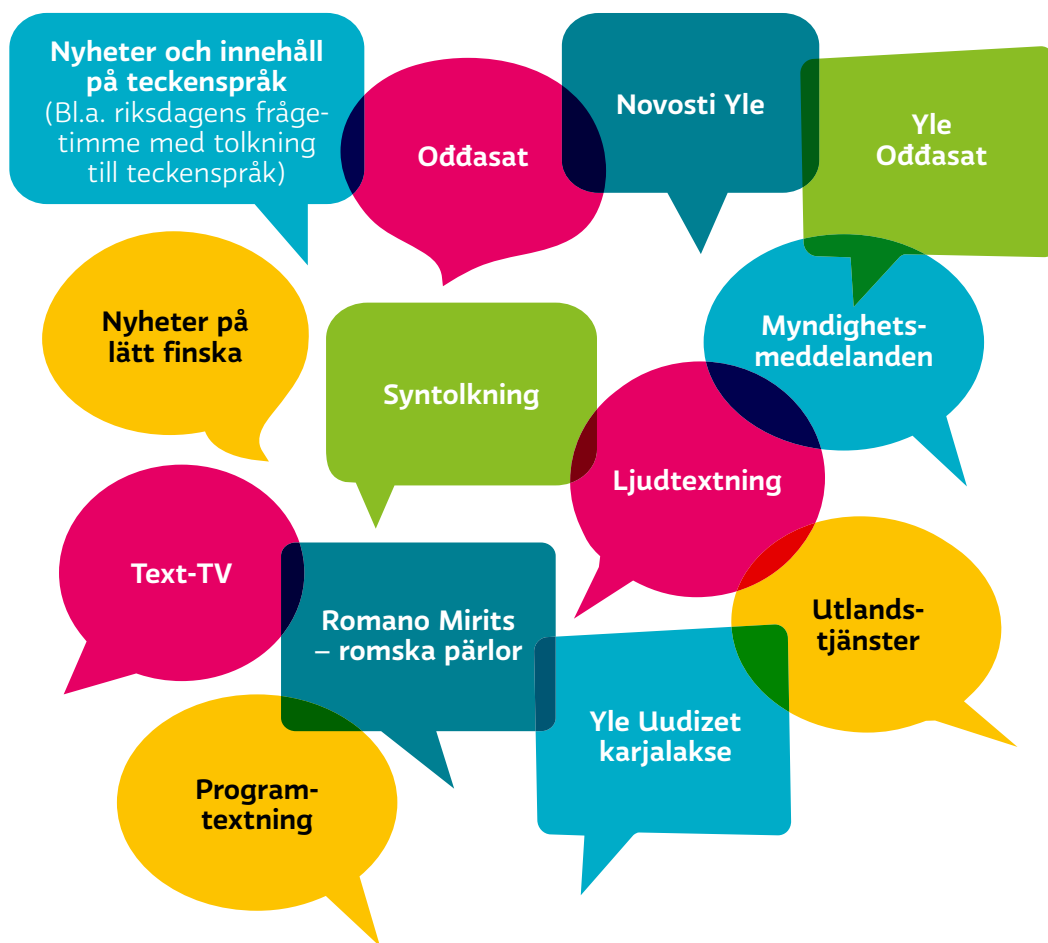 Nyheter och innehåll
på teckenspråk
(Bl.a. riksdagens fråge-
timme med tolkning
till teckenspråk)
Ođđasat
Novosti Yle
Yle
Ođđasat
Nyheter på
lätt finska
Syntolkning
Myndighets-
meddelanden
Ljudtextning
Text-TV
Romano Mirits
– romska pärlor
Utlands-
tjänster
Yle Uudizet
karjalakse
Program-
textning